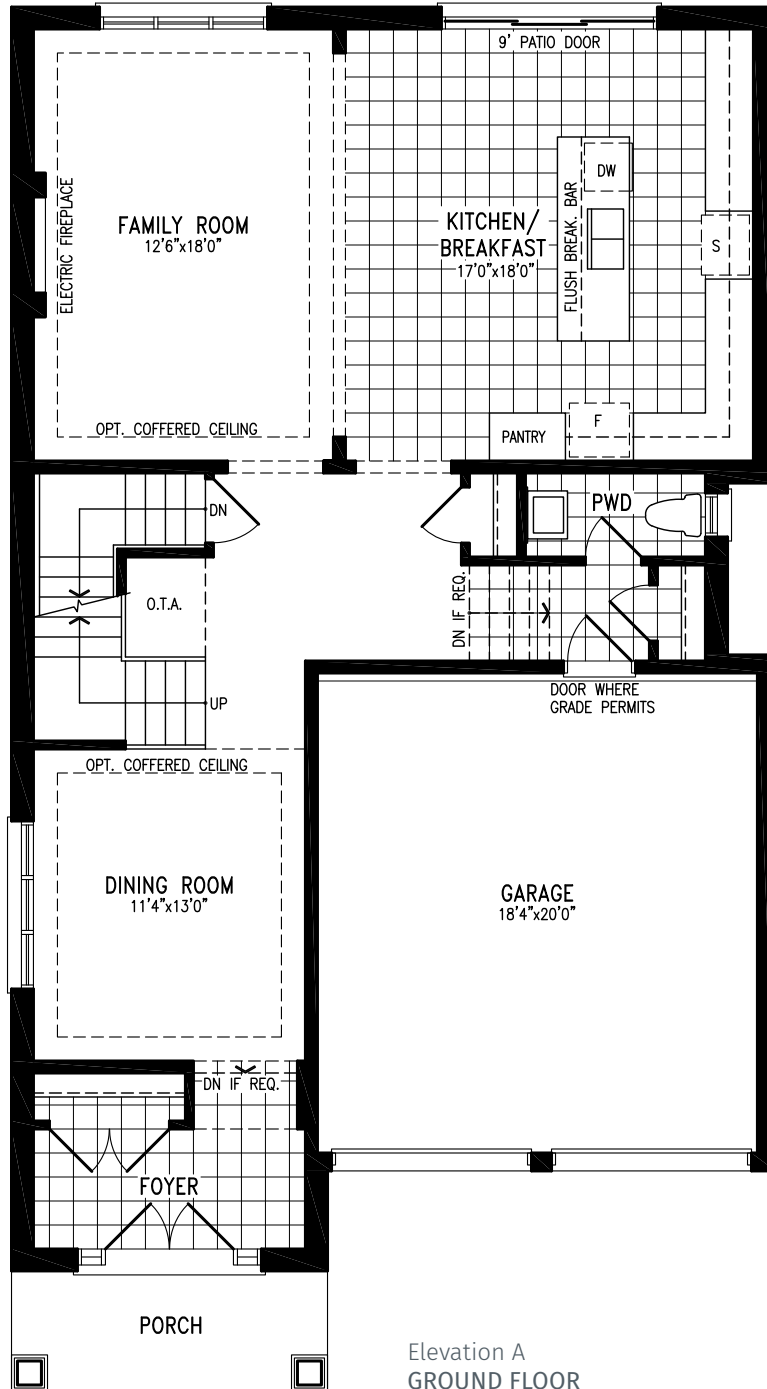 9' PATIO DOOR
DW
FAMILY ROOM
12'6"x18'0"
ELECTRIC FIREPLACE
KITCHEN/
BREAKFAST
17'0"x18'0"
FLUSH BREAK. BAR
S
OPT. COFFERED CEILING
PANTRY
F
DN
PWD
O.T.A.
DN IF REQ.
UP
DOOR WHERE
GRADE PERMITS
OPT. COFFERED CEILING
DINING ROOM
11'4"x13'0"
GARAGE
18'4"x20'0"
DN IF REQ.
FOYER
PORCH
Elevation A
GROUND FLOOR